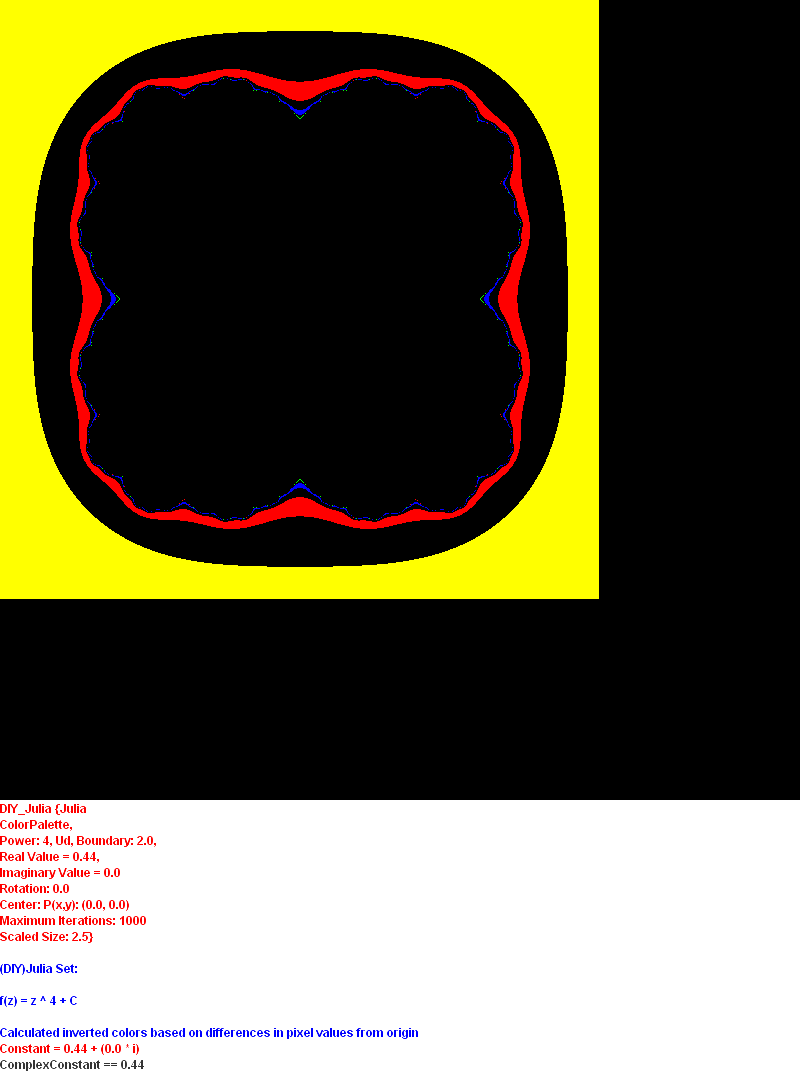 DIY_Julia {Julia
ColorPalette,
Power: 4, Ud, Boundary: 2.0,
Real Value = 0.44,
Imaginary Value = 0.0
Rotation: 0.0
Center: P(x,y): (0.0, 0.0)
Maximum Iterations: 1000
Scaled Size: 2.5}
(DIY)Julia Set:
f(z) = z ^ 4 + C
Calculated inverted colors based on differences in pixel values from origin
Constant = 0.44 + (0.0 * i)
ComplexConstant == 0.44